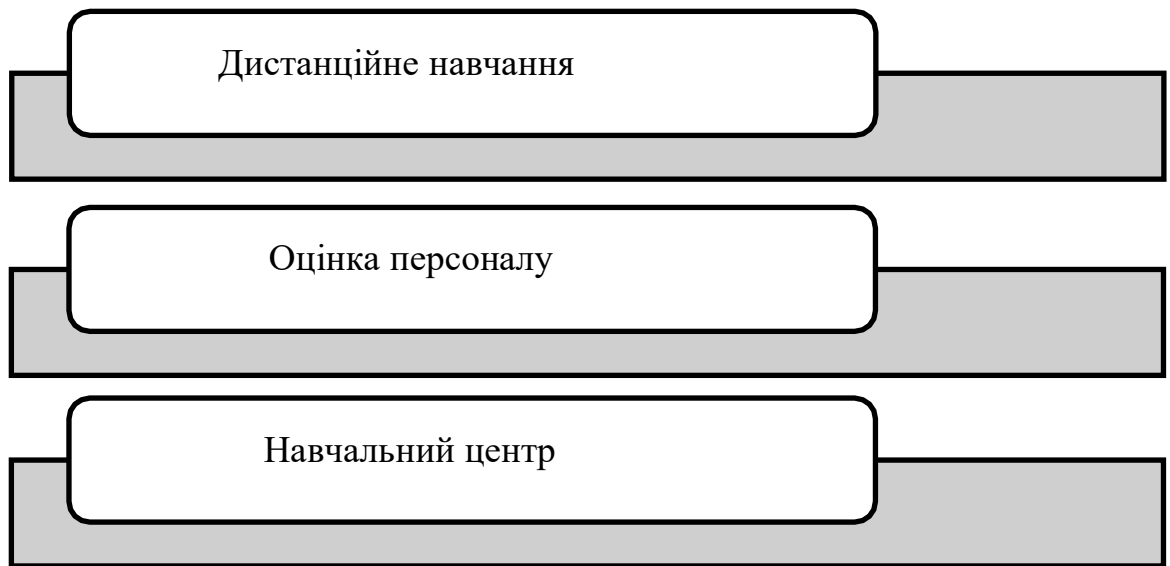 Дистанційне навчання
Оцінка персоналу
Навчальний центр